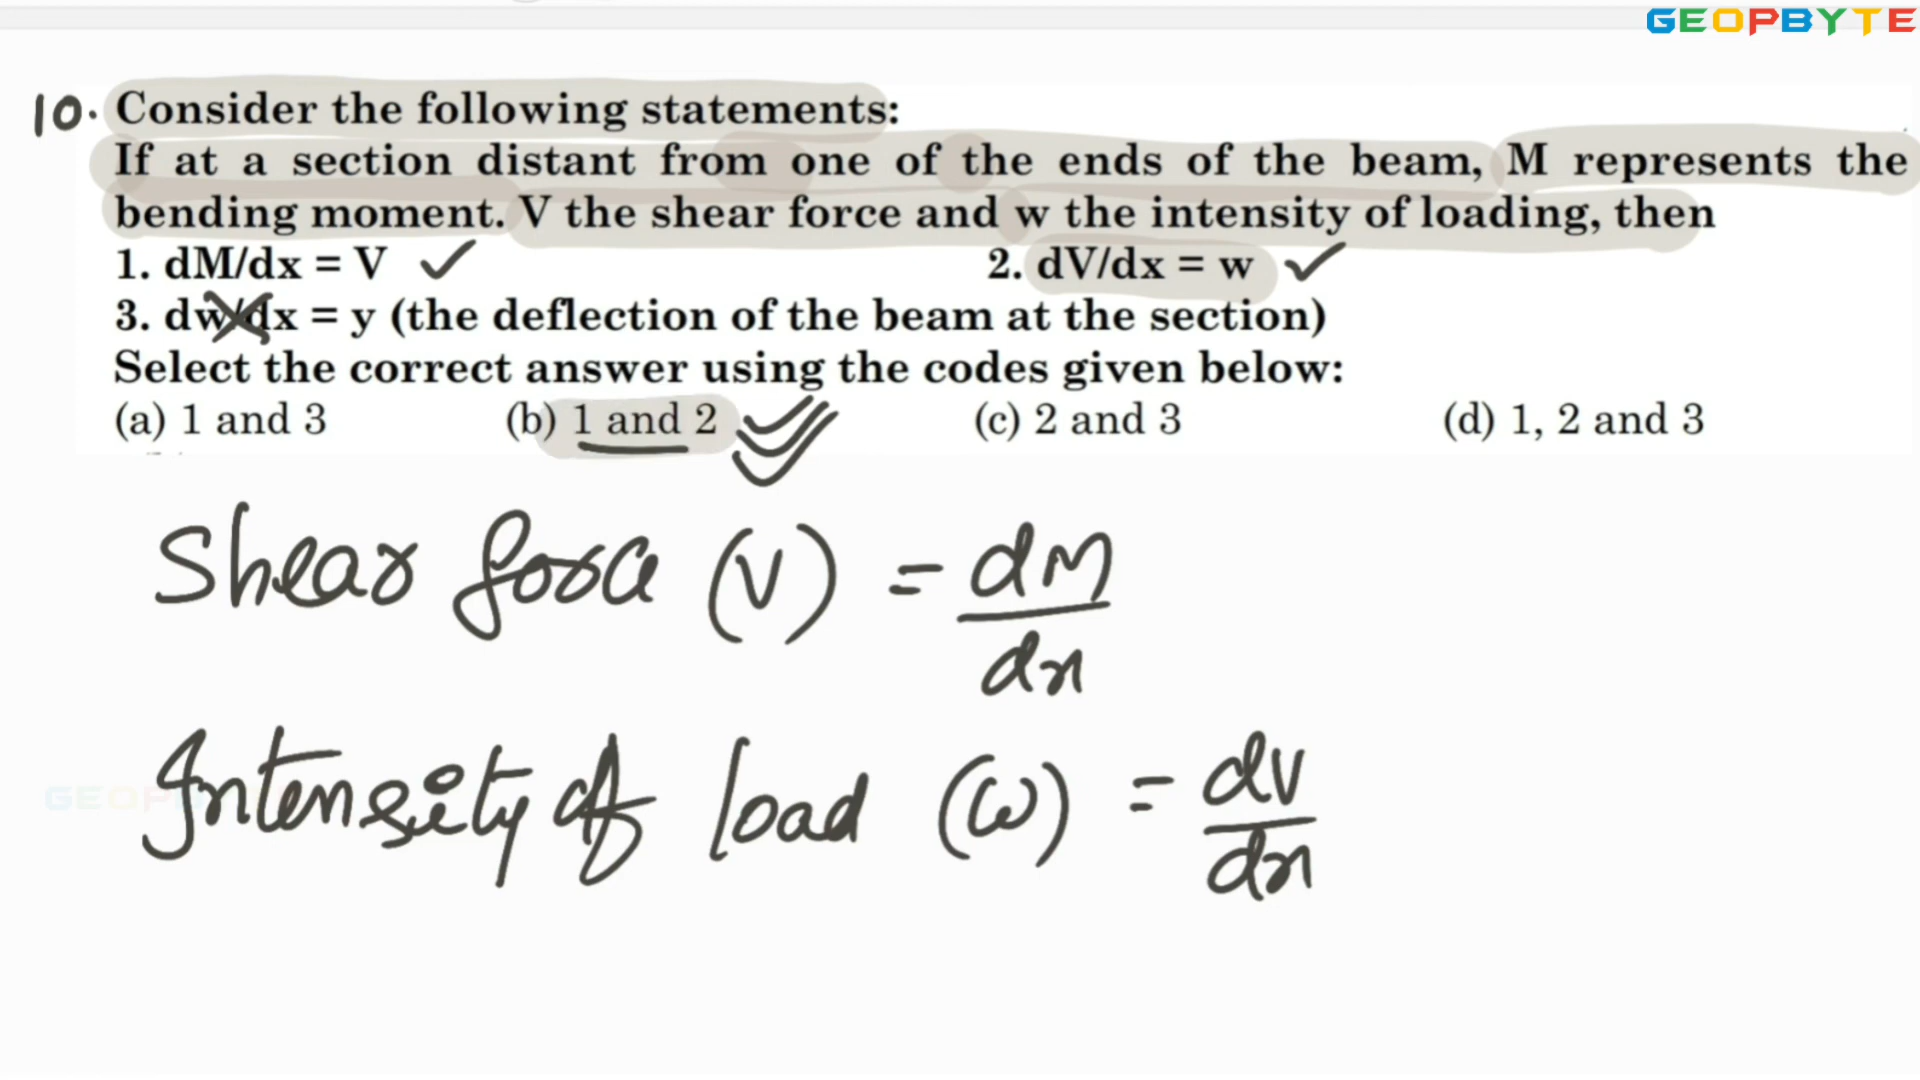 GEOPBYTE
10. Consider the following statements:
If at a section distant from one of the ends of the beam, M represents the
bending moment. V the shear force and w the intensity of loading, then
1. dM/dx = V 2. dV/dx = w
3. dw/dx = y (the deflection of the beam at the section)
Select the correct answer using the codes given below:
(a) 1 and 3 (b) 1 and 2 (c) 2 and 3 (d) 1, 2 and 3
Shear force (V) = dM
dx
Intensity of load (w) = dV
dx
GEOP